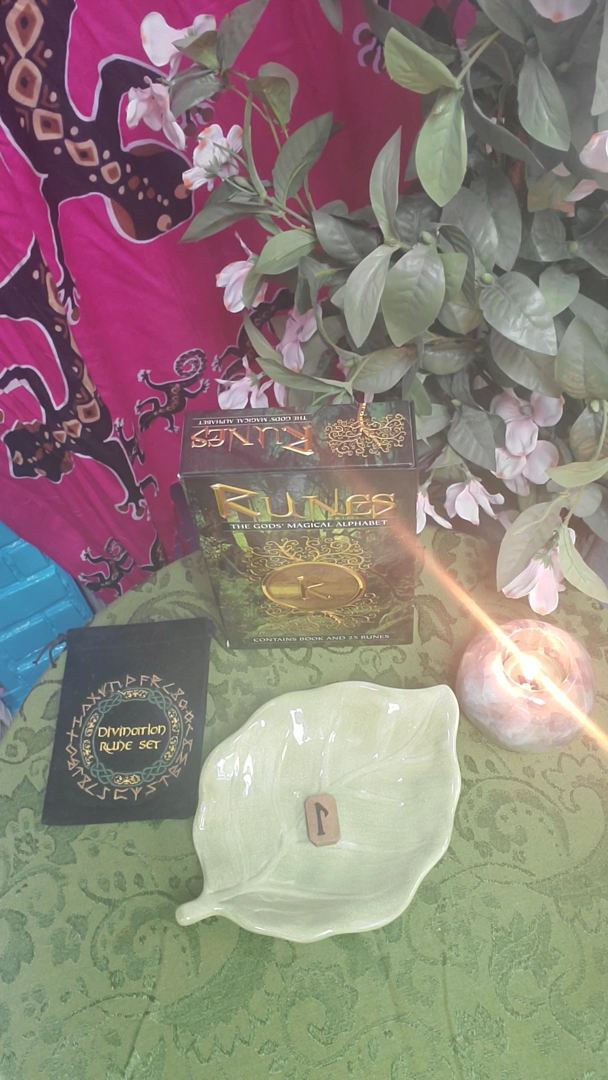 RUNES
THE GODS' MAGICAL ALPHABET
RUNES
THE GODS' MAGICAL ALPHABET
CONTAINS BOOK AND 25 RUNES
DIVINATION
RUNE SET